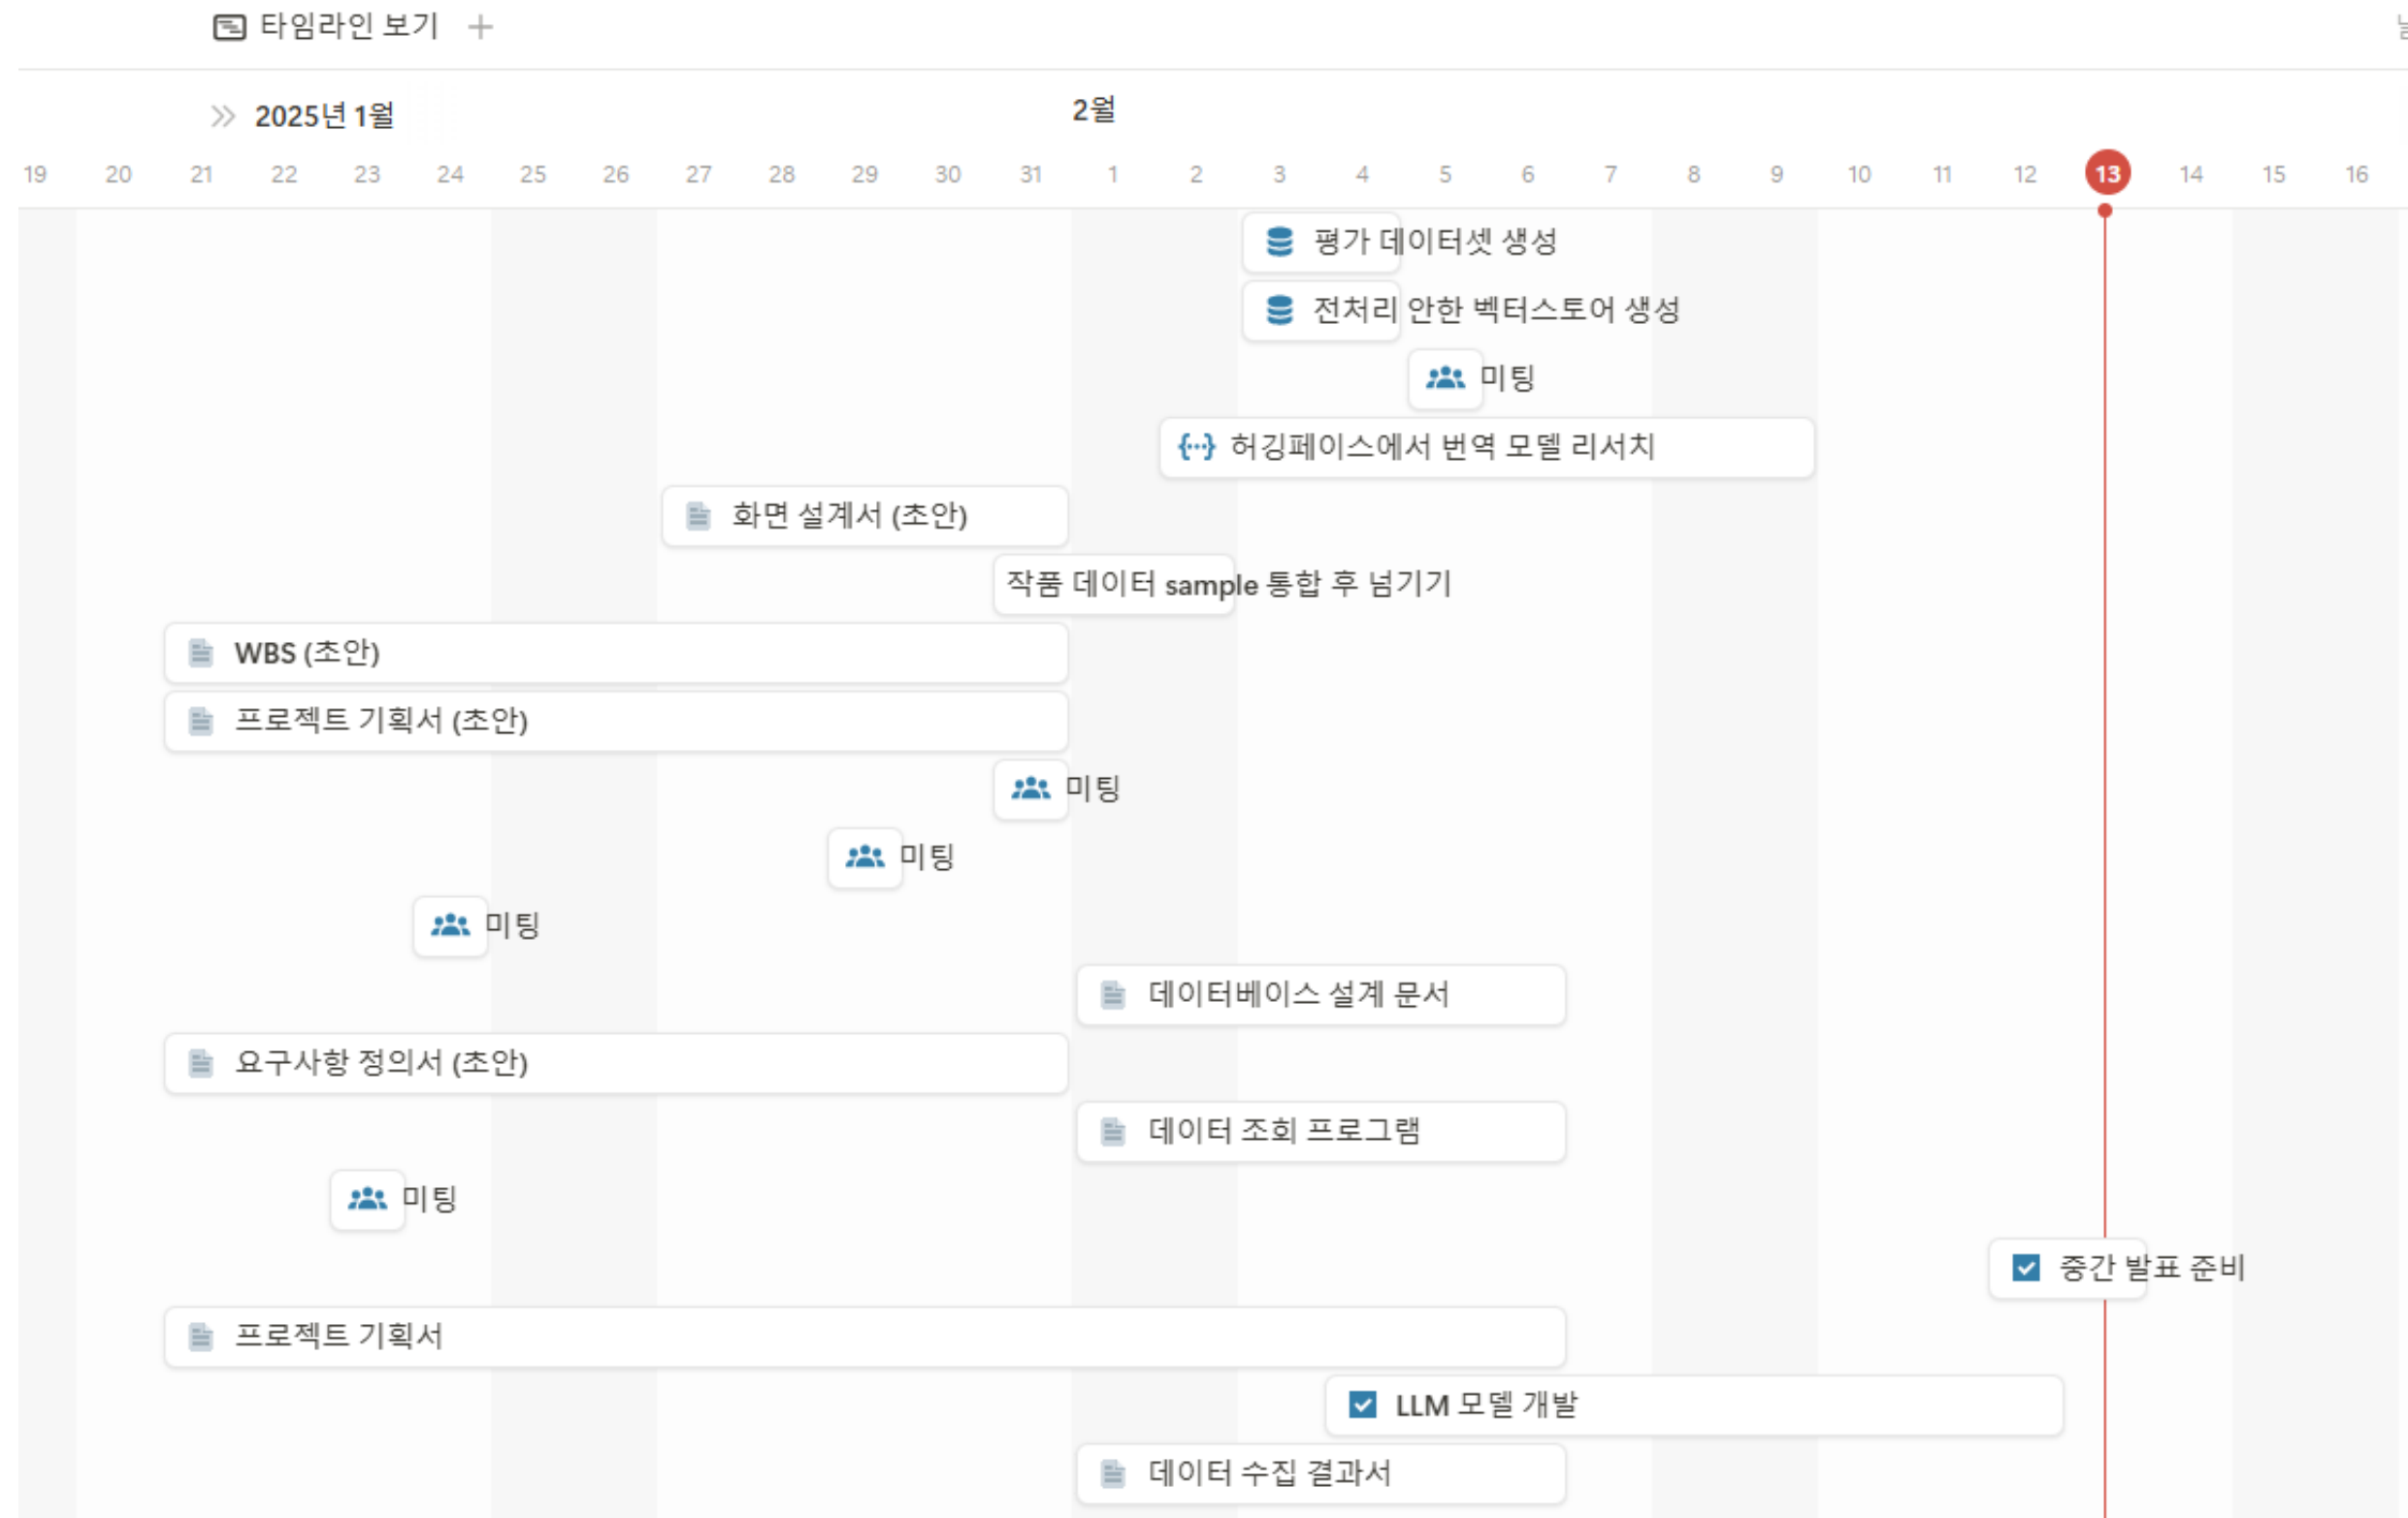 타임라인 보기 +
2025년 1월 2월
19 20 21 22 23 24 25 26 27 28 29 30 31 1 2 3 4 5 6 7 8 9 10 11 12 13 14 15 16
평가 데이터셋 생성
전처리 안한 벡터스토어 생성
미팅
허깅페이스에서 번역 모델 리서치
화면 설계서 (초안)
작품 데이터 sample 통합 후 넘기기
WBS (초안)
프로젝트 기획서 (초안)
미팅
미팅
미팅
데이터베이스 설계 문서
요구사항 정의서 (초안)
데이터 조회 프로그램
미팅
중간 발표 준비
프로젝트 기획서
LLM 모델 개발
데이터 수집 결과서